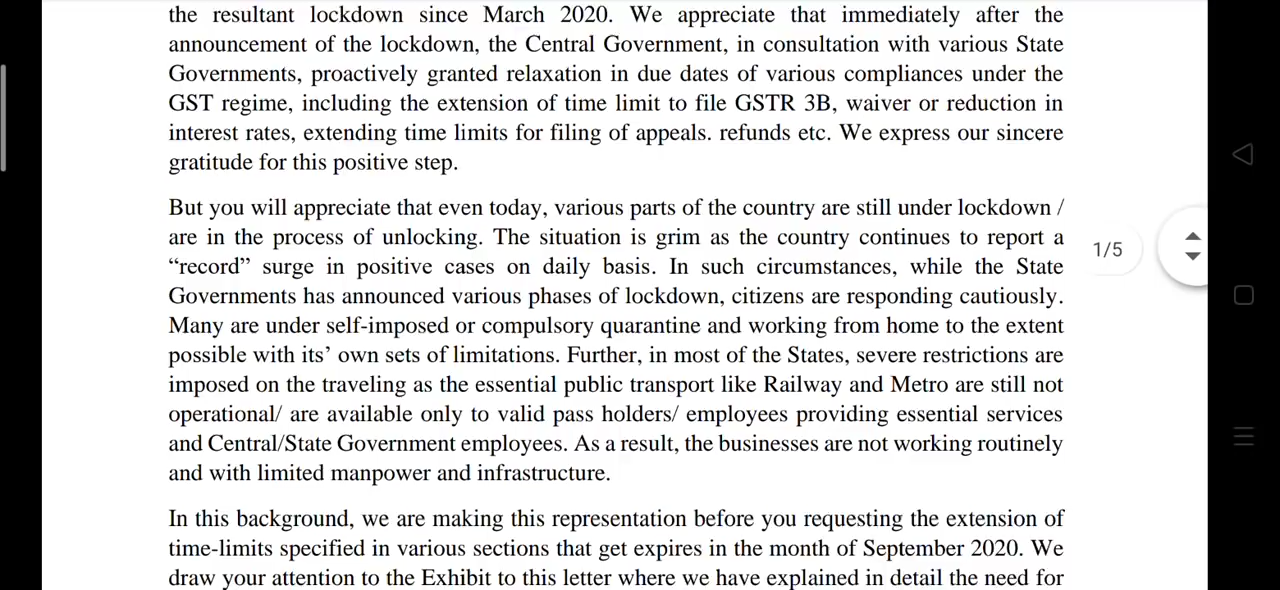 the resultant lockdown since March 2020. We appreciate that immediately after the
announcement of the lockdown, the Central Government, in consultation with various State
Governments, proactively granted relaxation in due dates of various compliances under the
GST regime, including the extension of time limit to file GSTR 3B, waiver or reduction in
interest rates, extending time limits for filing of appeals. refunds etc. We express our sincere
gratitude for this positive step.
But you will appreciate that even today, various parts of the country are still under lockdown /
are in the process of unlocking. The situation is grim as the country continues to report a
“record” surge in positive cases on daily basis. In such circumstances, while the State
Governments has announced various phases of lockdown, citizens are responding cautiously.
Many are under self-imposed or compulsory quarantine and working from home to the extent
possible with its’ own sets of limitations. Further, in most of the States, severe restrictions are
imposed on the traveling as the essential public transport like Railway and Metro are still not
operational/ are available only to valid pass holders/ employees providing essential services
and Central/State Government employees. As a result, the businesses are not working routinely
and with limited manpower and infrastructure.
In this background, we are making this representation before you requesting the extension of
time-limits specified in various sections that get expires in the month of September 2020. We
draw your attention to the Exhibit to this letter where we have explained in detail the need for
1/5